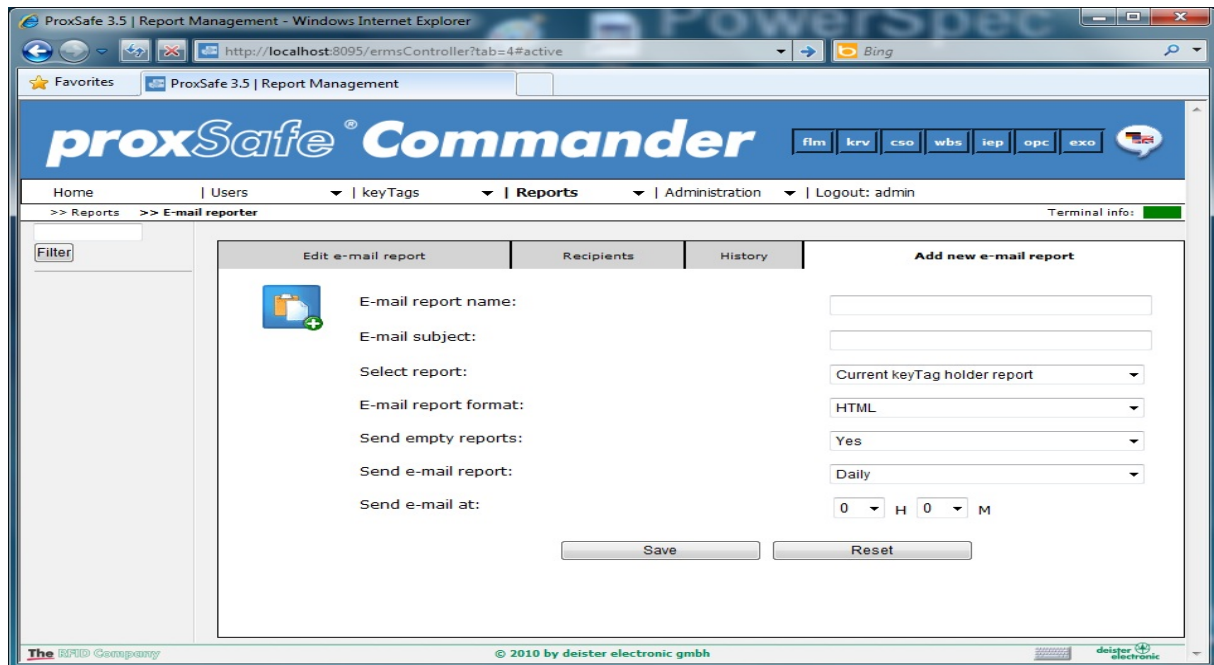 ProxSafe 3.5 | Report Management - Windows Internet Explorer
PowerSpec
http://localhost:8095/ermsController?tab=4#active
Bing
Favorites
ProxSafe 3.5 | Report Management
proxSafe® Commander
flm krv cso wbs iep opc exo
Home | Users | keyTags | Reports | Administration | Logout: admin
>> Reports >> E-mail reporter
Terminal info:
Filter
Edit e-mail report
Recipients
History
Add new e-mail report
E-mail report name:
E-mail subject:
Select report: Current keyTag holder report
E-mail report format: HTML
Send empty reports: Yes
Send e-mail report: Daily
Send e-mail at: 0 H 0 M
Save
Reset
The RFID Company
© 2010 by deister electronic gmbh
deister electronic